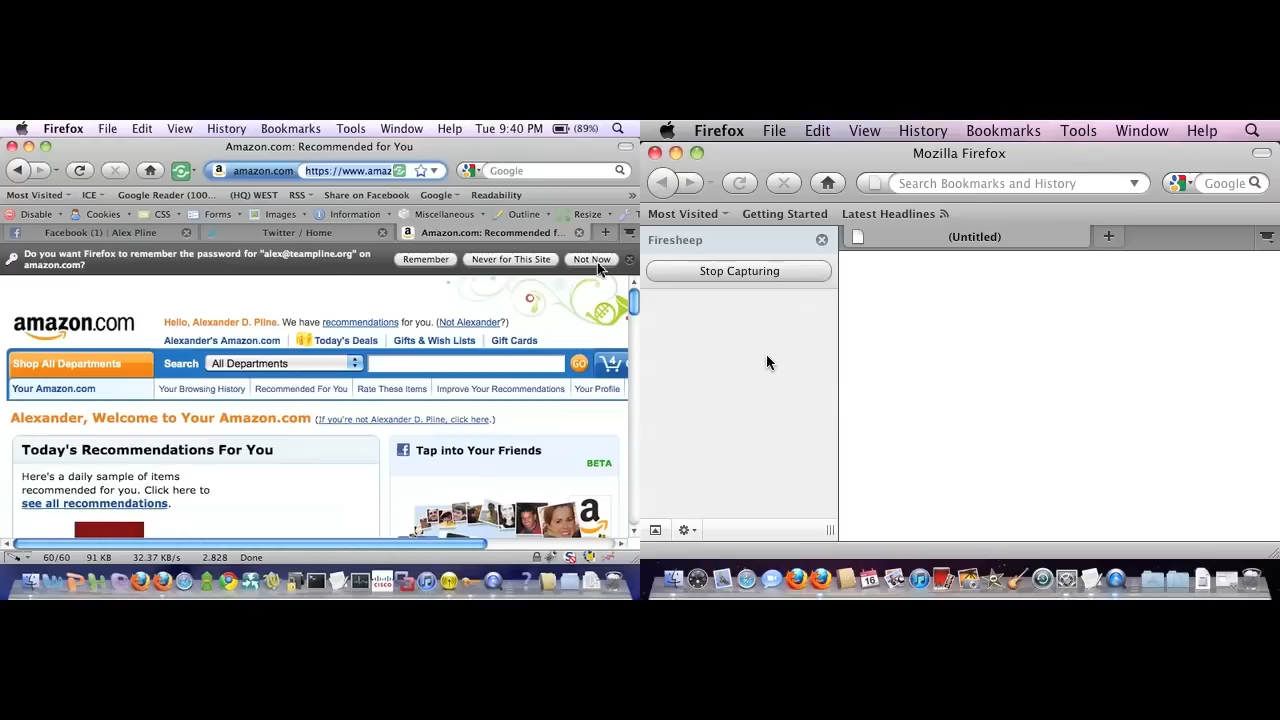 Firefox File Edit View History Bookmarks Tools Window Help Tue 9:40 PM (89%)
Amazon.com: Recommended for You
amazon.com https://www.amaz Google
Most Visited ICE Google Reader (100... (HQ) WEST RSS Share on Facebook Google Readability »
Disable Cookies CSS Forms Images Information Miscellaneous Outline Resize
Facebook (1) | Alex Pline Twitter / Home Amazon.com: Recommended f...
Do you want Firefox to remember the password for "alex@teampline.org" on
amazon.com?
Remember Never for This Site Not Now
amazon.com
Hello, Alexander D. Pline. We have recommendations for you. (Not Alexander?)
Alexander's Amazon.com Today's Deals Gifts & Wish Lists Gift Cards
Shop All Departments Search All Departments GO 4
Your Amazon.com Your Browsing History Recommended For You Rate These Items Improve Your Recommendations Your Profile
Alexander, Welcome to Your Amazon.com (If you're not Alexander D. Pline, click here.)
Today's Recommendations For You
Here's a daily sample of items
recommended for you. Click here to
see all recommendations.
Tap into Your Friends
BETA
60/60 91 KB 32.37 KB/s 2.828 Done
Firefox File Edit View History Bookmarks Tools Window Help
Mozilla Firefox
Search Bookmarks and History Google
Most Visited Getting Started Latest Headlines
Firesheep (Untitled)
Stop Capturing